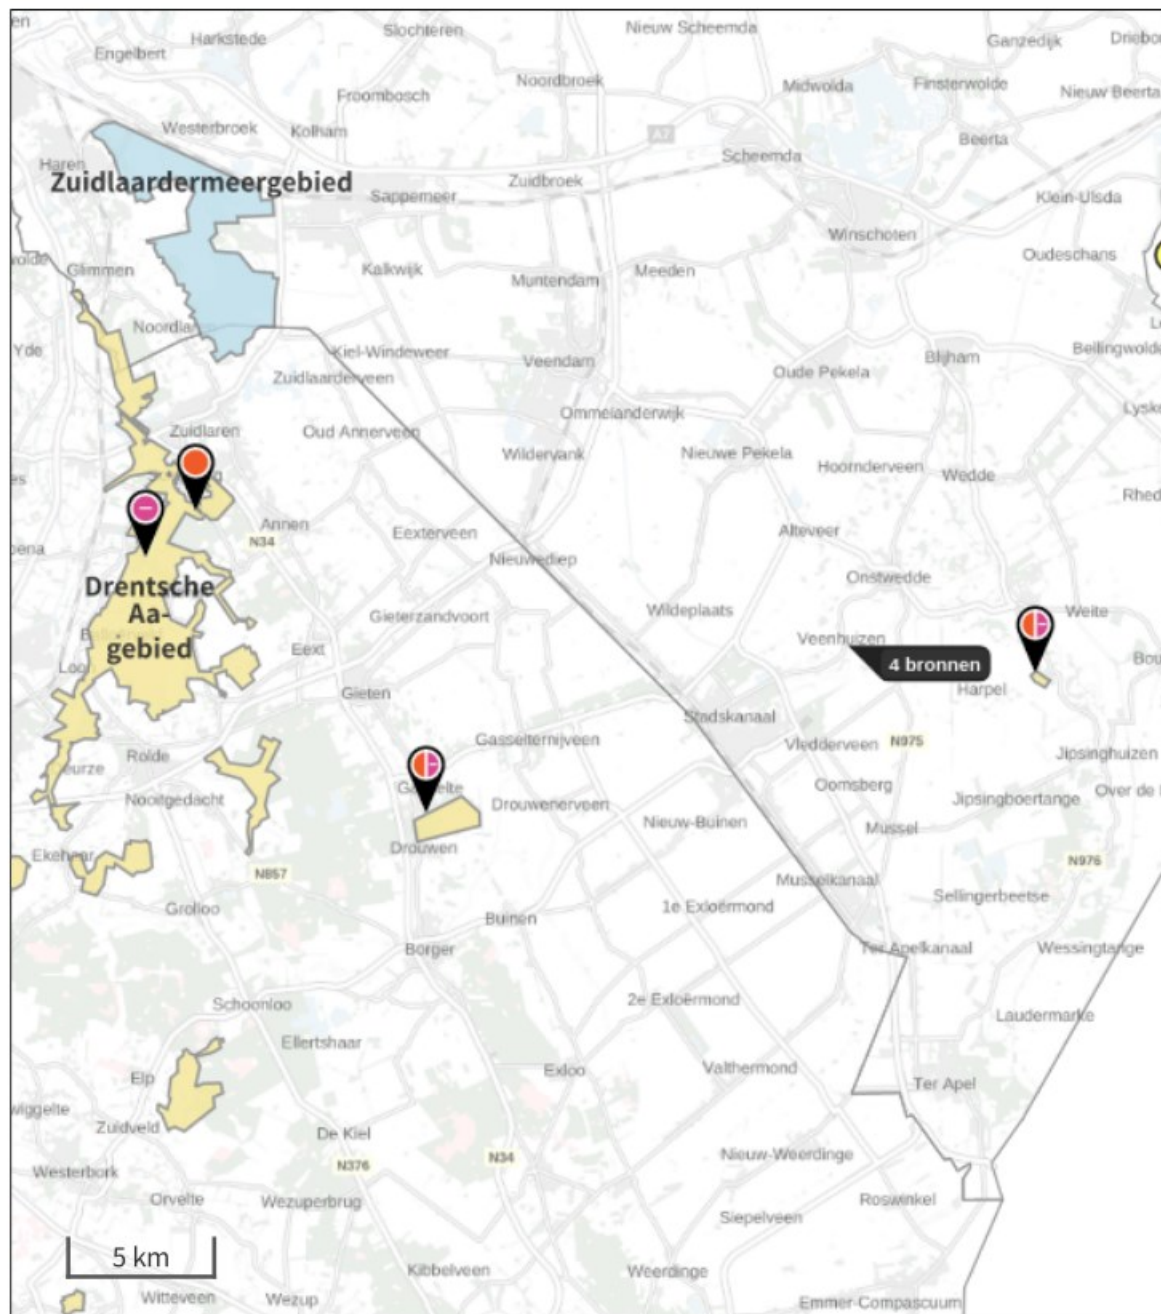 Slochteren
Nieuw Scheemda
Harkstede
Engelbert
Ganzedijk
Noordbroek
Midwolda
Finsterwolde
Nieuw Beerta
Froombosch
Westerbroek
Kolham
A7
Beerta
Scheemda
Haren
Zuidlaardermeergebied
Sappemeer
Zuidbroek
Klein-Ulsda
Winschoten
Oudeschans
Glimmen
Kalkwijk
Muntendam
Meeden
Yde
Kiel-Windeweer
Veendam
Blijham
Bellingwolde
Zuidlaarderveen
Oude Pekela
Ommelanderwijk
Zuidlaren
Oud Annerveen
Wildervank
Nieuwe Pekela
Hoornderveen
Wedde
Annen
N34
Eexterveen
Alteveer
Nieuwediep
Onstwedde
Drentsche
Aa-
gebied
Gieterzandvoort
Wildeplaats
Weite
Veenhuizen
4 bronnen
Eext
Gieten
Harpel
Stadskanaal
Gasselternijveen
Vledderveen
N975
Jipsinghuizen
Rolde
Nooitgedacht
Drouwenerveen
Oomsberg
Jipsingboertange
Nieuw-Buinen
Mussel
Drouwen
N857
N976
Musselkanaal
Sellingerbeetse
Grolloo
Buinen
1e Exloërmond
Borger
Ter Apelkanaal
Wessingtange
Schoonloo
2e Exloërmond
Laudermarke
Ellertshaar
Elp
Exloo
Valthermond
Ter Apel
Zuidveld
De Kiel
N376
N34
Nieuw-Weerdinge
Westerbork
Orvelte
Wezuperbrug
Roswinkel
Siepelveen
5 km
Kibbelveen
Weerdinge
Witteveen
Wezup
Emmer-Compascuum